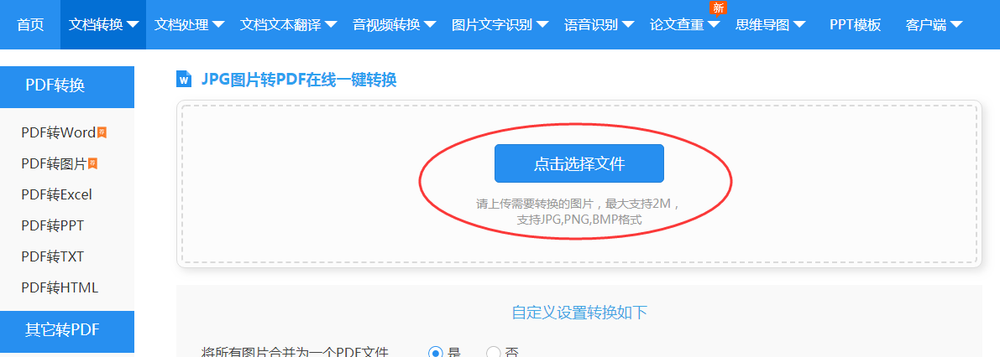 新
首页 文档转换 文档处理 文档文本翻译 音视频转换 图片文字识别 语音识别 论文查重 思维导图 PPT模板 客户端
PDF转换
PDF转Word荐
PDF转图片荐
PDF转Excel
PDF转PPT
PDF转TXT
PDF转HTML
其它转PDF
W JPG图片转PDF在线一键转换
点击选择文件
请上传需要转换的图片，最大支持2M，
支持JPG,PNG,BMP格式
自定义设置转换如下
将所有图片合并为一个PDF文件 是 否